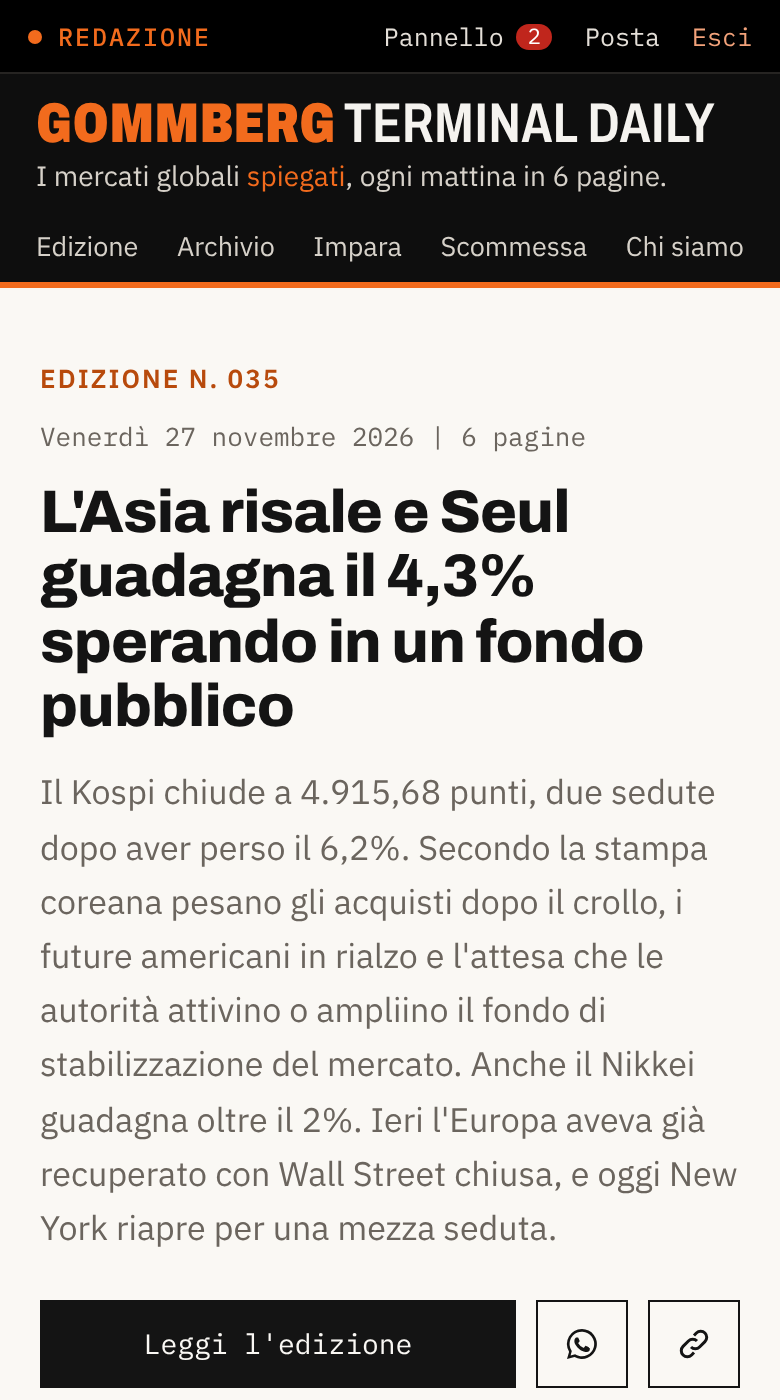 REDAZIONE Pannello 2 Posta Esci
GOMMBERG TERMINAL DAILY
I mercati globali spiegati, ogni mattina in 6 pagine.
Edizione Archivio Impara Scommessa Chi siamo
EDIZIONE N. 035
Venerdì 27 novembre 2026 | 6 pagine
L'Asia risale e Seul
guadagna il 4,3%
sperando in un fondo
pubblico
Il Kospi chiude a 4.915,68 punti, due sedute
dopo aver perso il 6,2%. Secondo la stampa
coreana pesano gli acquisti dopo il crollo, i
future americani in rialzo e l'attesa che le
autorità attivino o ampliino il fondo di
stabilizzazione del mercato. Anche il Nikkei
guadagna oltre il 2%. Ieri l'Europa aveva già
recuperato con Wall Street chiusa, e oggi New
York riapre per una mezza seduta.
Leggi l'edizione